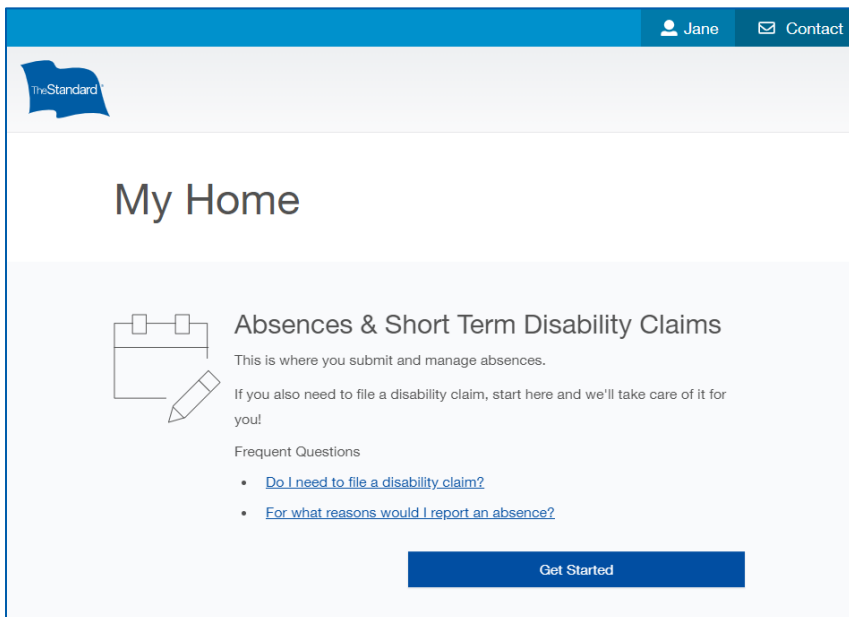 Jane
Contact
TheStandard
My Home
Absences & Short Term Disability Claims
This is where you submit and manage absences.
If you also need to file a disability claim, start here and we'll take care of it for
you!
Frequent Questions
• Do I need to file a disability claim?
• For what reasons would I report an absence?
Get Started